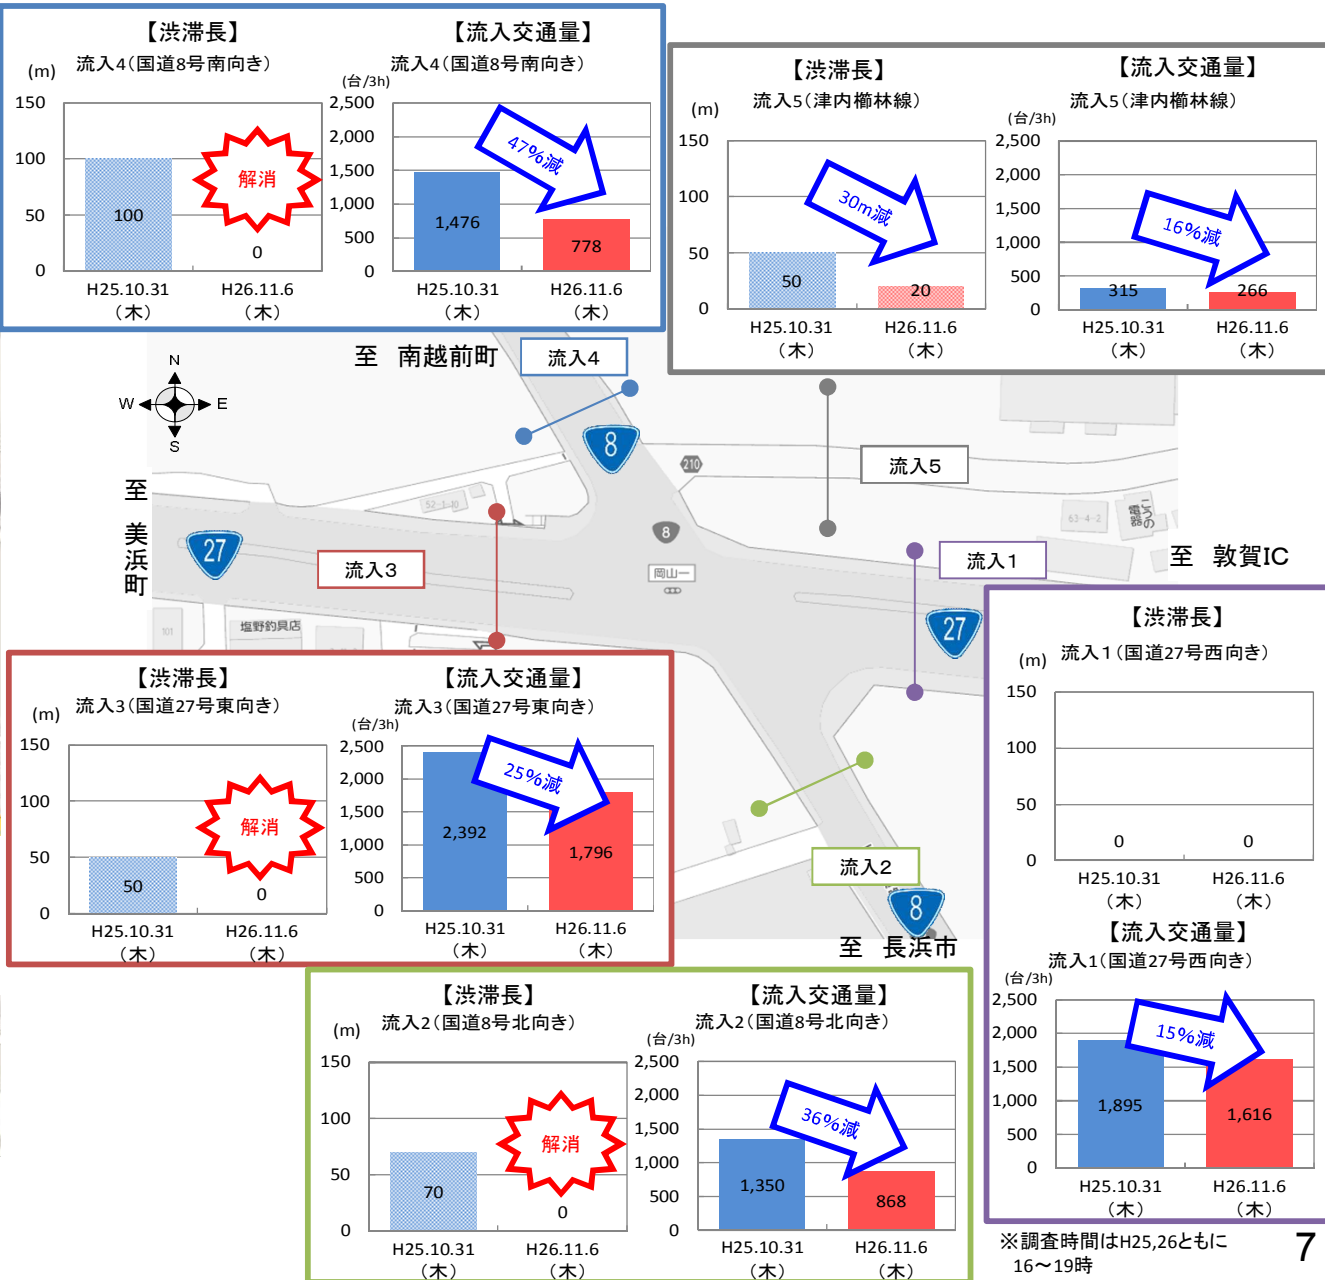 【渋滞長】
流入4(国道8号南向き)
(m)
150
100
50
0
100
解消
0
H25.10.31
(木)
H26.11.6
(木)
【流入交通量】
流入4(国道8号南向き)
(台/3h)
2,500
2,000
1,500
1,000
500
0
47%減
1,476
778
H25.10.31
(木)
H26.11.6
(木)
【渋滞長】
流入5(津内櫛林線)
(m)
150
100
50
0
30m減
50
20
H25.10.31
(木)
H26.11.6
(木)
【流入交通量】
流入5(津内櫛林線)
(台/3h)
2,500
2,000
1,500
1,000
500
0
16%減
315
266
H25.10.31
(木)
H26.11.6
(木)
至 南越前町
流入4
N
W
E
S
8
210
流入5
至 美浜町
52-1-10
63-4-2
27
8
流入3
岡山一
流入1
至 敦賀IC
101
塩野釣具店
27
【渋滞長】
流入3(国道27号東向き)
(m)
150
100
50
0
50
解消
0
H25.10.31
(木)
H26.11.6
(木)
【流入交通量】
流入3(国道27号東向き)
(台/3h)
2,500
2,000
1,500
1,000
500
0
25%減
2,392
1,796
H25.10.31
(木)
H26.11.6
(木)
流入2
8
至 長浜市
【渋滞長】
流入1(国道27号西向き)
(m)
150
100
50
0
0
0
H25.10.31
(木)
H26.11.6
(木)
【流入交通量】
流入1(国道27号西向き)
(台/3h)
2,500
2,000
1,500
1,000
500
0
15%減
1,895
1,616
H25.10.31
(木)
H26.11.6
(木)
【渋滞長】
流入2(国道8号北向き)
(m)
150
100
50
0
70
解消
0
H25.10.31
(木)
H26.11.6
(木)
【流入交通量】
流入2(国道8号北向き)
(台/3h)
2,500
2,000
1,500
1,000
500
0
36%減
1,350
868
H25.10.31
(木)
H26.11.6
(木)
※調査時間はH25,26ともに
16～19時
7